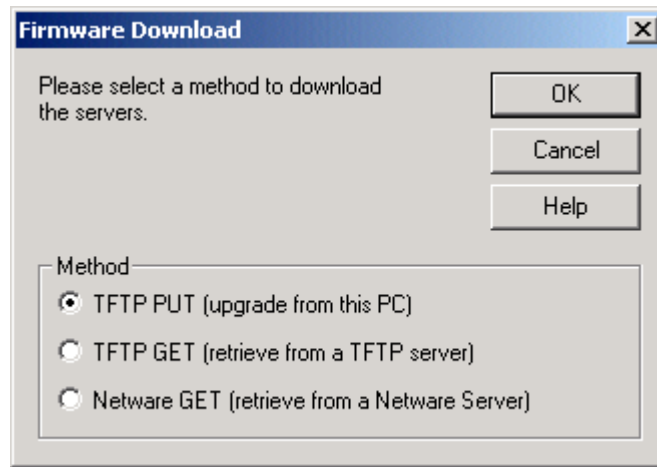 Firmware Download
Please select a method to download
the servers.
OK
Cancel
Help
Method
TFTP PUT (upgrade from this PC)
TFTP GET (retrieve from a TFTP server)
Netware GET (retrieve from a Netware Server)